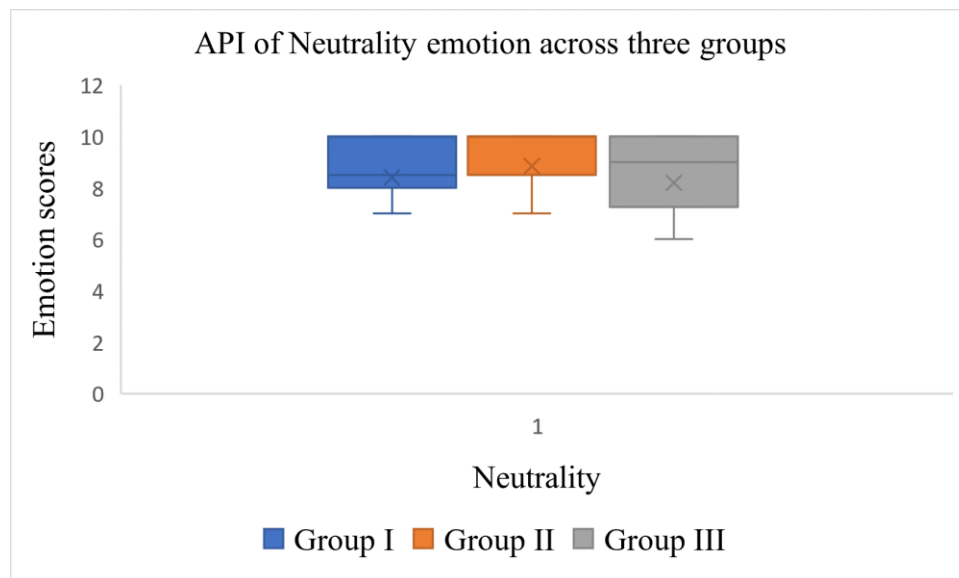 API of Neutrality emotion across three groups
12
10
8
6
4
2
0
Emotion scores
1
Neutrality
Group I Group II Group III